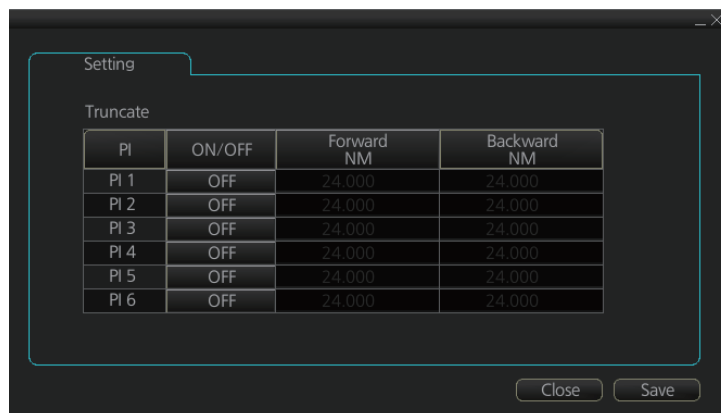 Setting
Truncate
PI ON/OFF Forward NM Backward NM
PI 1 OFF 24.000 24.000
PI 2 OFF 24.000 24.000
PI 3 OFF 24.000 24.000
PI 4 OFF 24.000 24.000
PI 5 OFF 24.000 24.000
PI 6 OFF 24.000 24.000
Close Save